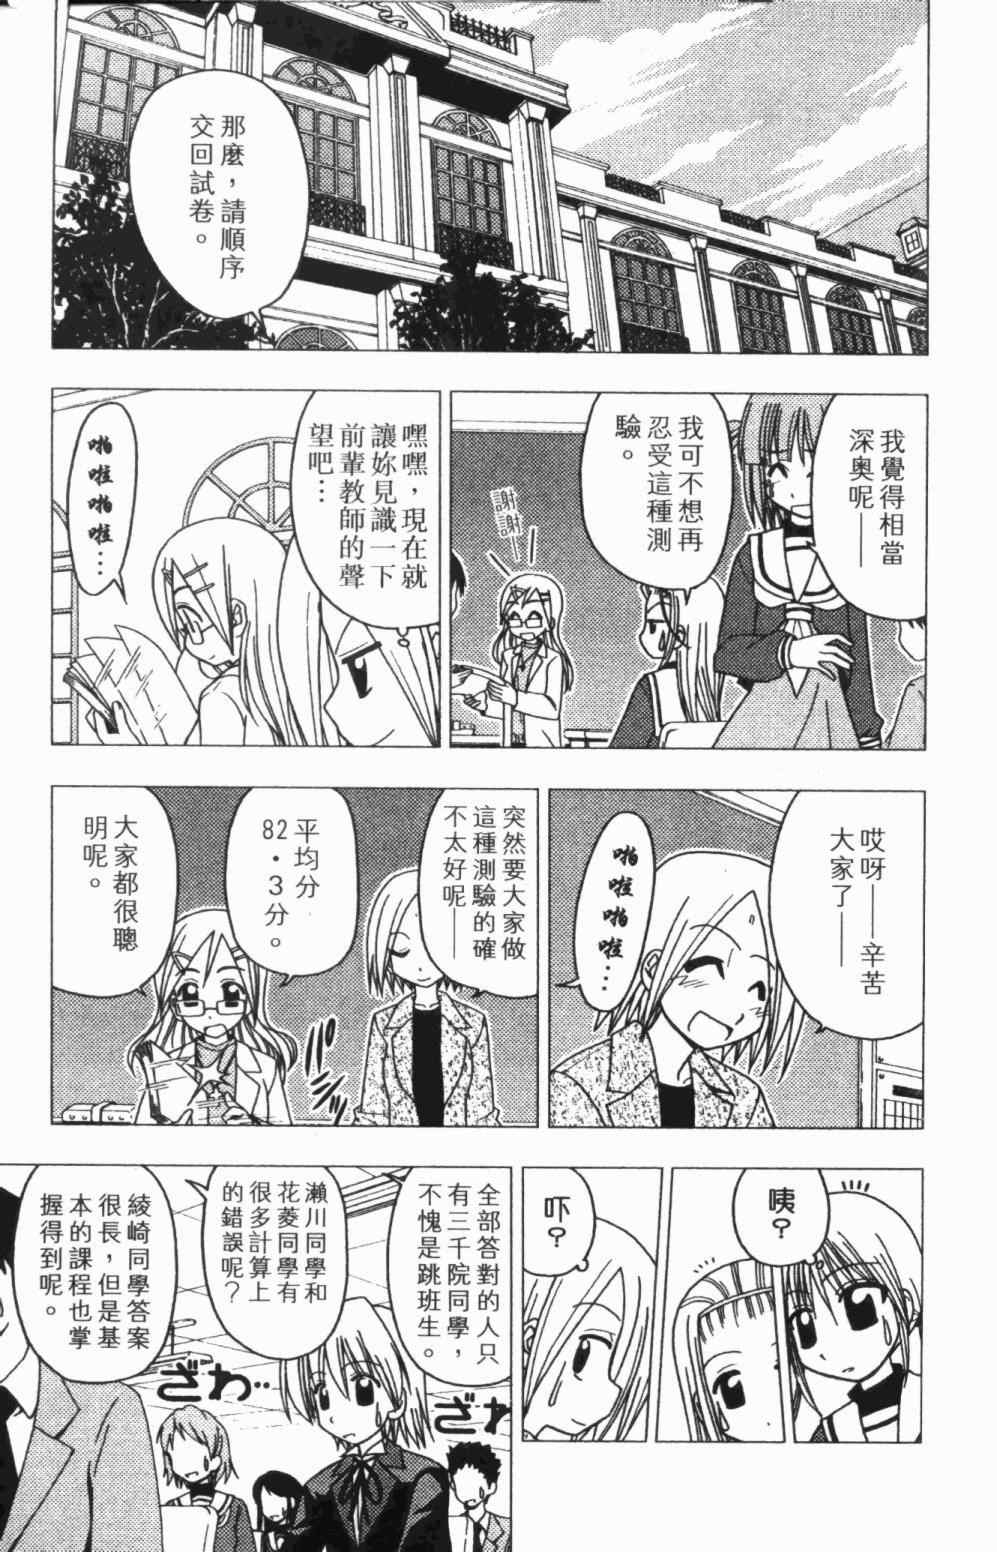 那麼，請順序
交回試卷。
我覺得相當
深奧呢——
我可不想再
忍受這種測
驗。
謝謝——
嘿嘿，現在就
讓妳見識一下
前輩教師的聲
望吧…
啪啦啪啦…
哎呀——辛苦
大家了——
啪啦啪啦…
突然要大家做
這種測驗的確
不太好呢——
平均分
82・3分。
大家都很聰
明呢。
咦？
吓？
全部答對的人只
有三千院同學，
不愧是跳班生。
瀨川同學和
花菱同學有
很多計算上
的錯誤呢？
綾崎同學答案
很長，但是基
本的課程也掌
握得到呢。
ざわ
ざわ…